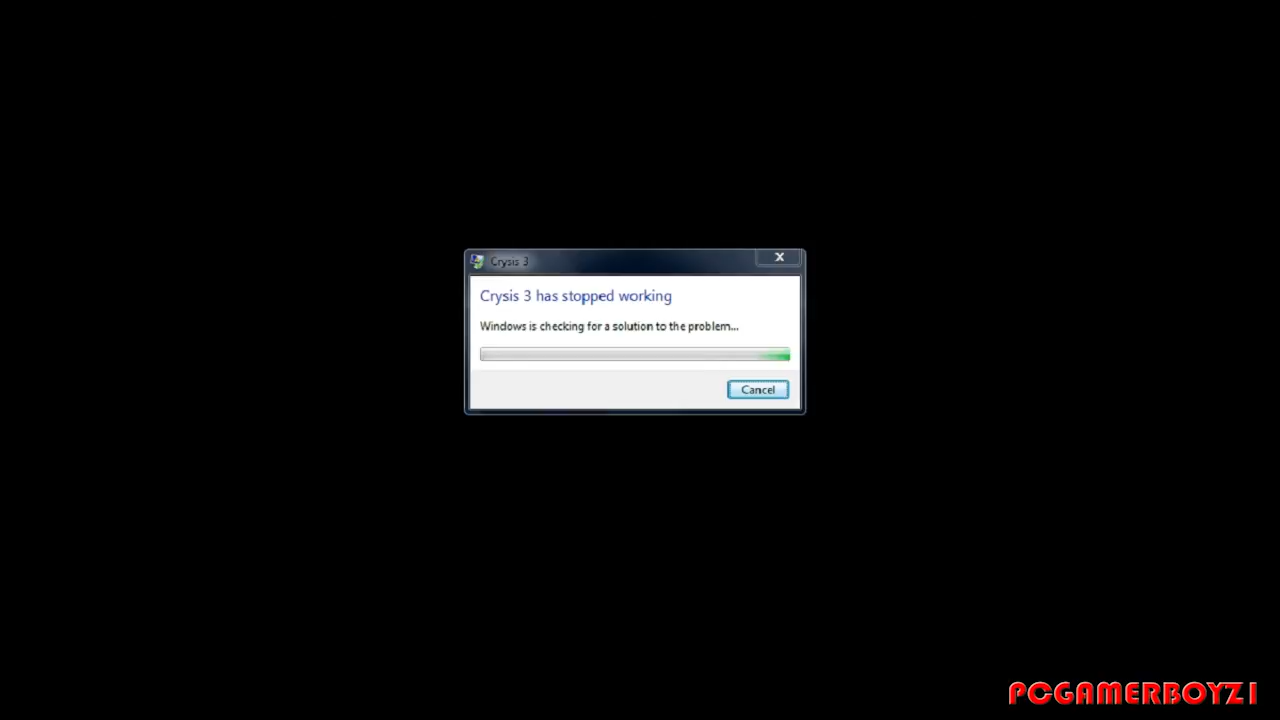 Crysis 3
X
Crysis 3 has stopped working
Windows is checking for a solution to the problem...
Cancel
PCGAMERBOYZ1